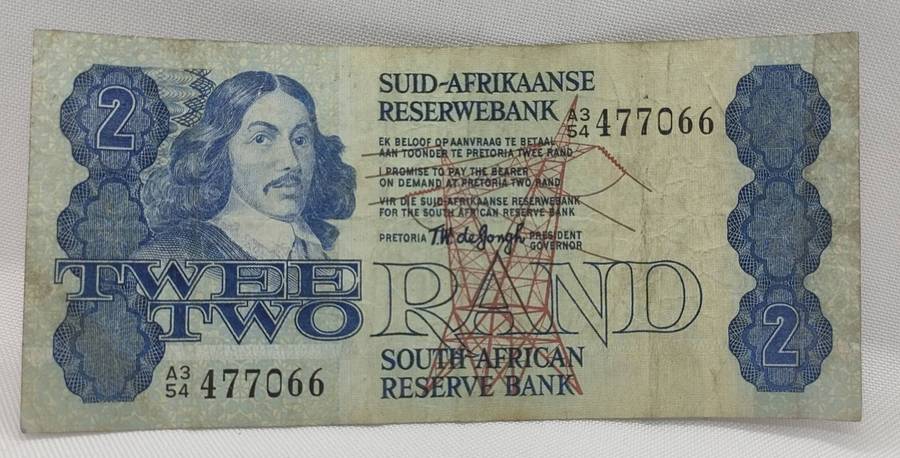 2
SUID-AFRIKAANSE
RESERWEBANK
A3
54 477066
EK BELOOF OP AANVRAAG TE BETAAL
AAN TOONDER TE PRETORIA TWEE RAND
I PROMISE TO PAY THE BEARER
ON DEMAND AT PRETORIA TWO RAND
VIR DIE SUID-AFRIKAANSE RESERWEBANK
FOR THE SOUTH AFRICAN RESERVE BANK
PRETORIA T.W. de Jongh PRESIDENT
GOVERNOR
TWEE RAND
TWO
2
SOUTH AFRICAN
RESERVE BANK
A3
54 477066